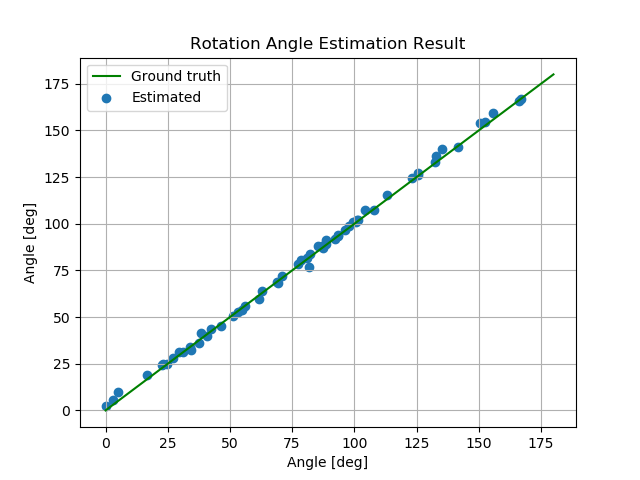 Rotation Angle Estimation Result
Ground truth
Estimated
175
150
125
100
75
50
25
0
Angle [deg]
0 25 50 75 100 125 150 175
Angle [deg]